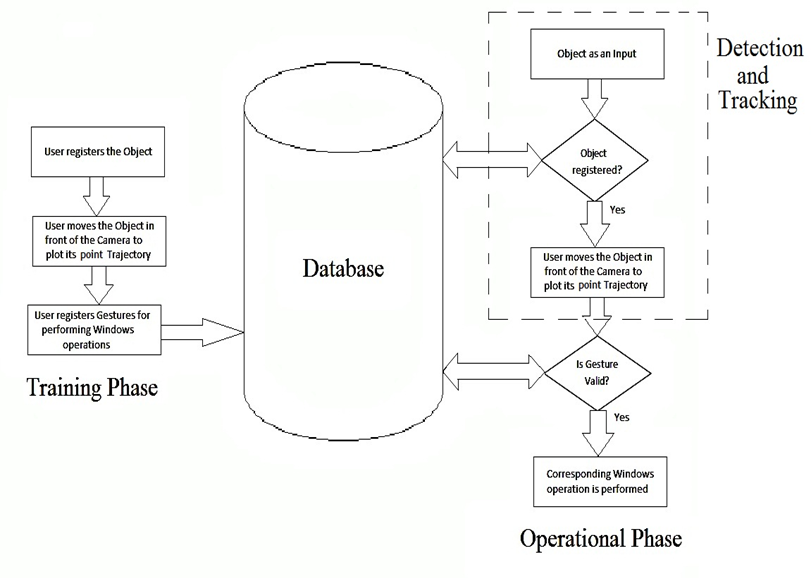 User registers the Object
User moves the Object in
front of the Camera to
plot its point Trajectory
User registers Gestures for
performing Windows
operations
Training Phase
Database
Object as an Input
Detection
and
Tracking
Object
registered?
Yes
User moves the Object in
front of the Camera to
plot its point Trajectory
Is Gesture
Valid?
Yes
Corresponding Windows
operation is performed
Operational Phase